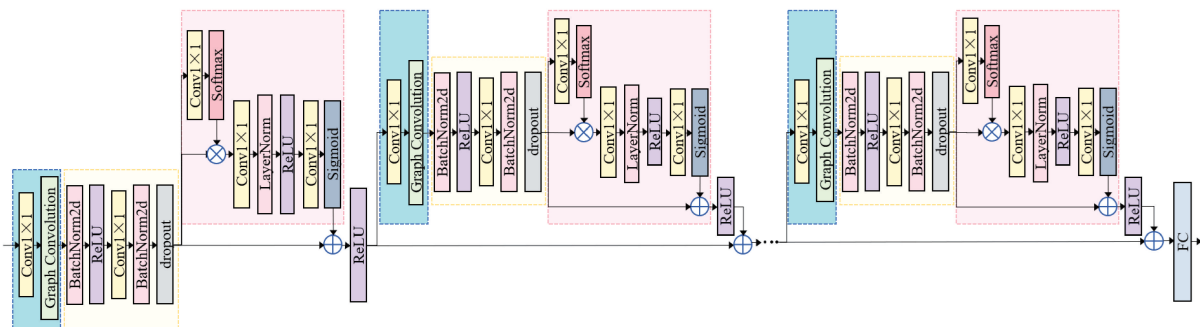 Conv1×1
Graph Convolution
BatchNorm2d
ReLU
Conv1×1
BatchNorm2d
dropout
Conv1×1
Softmax
Conv1×1
LayerNorm
ReLU
Conv1×1
Sigmoid
ReLU
Conv1×1
Graph Convolution
BatchNorm2d
ReLU
Conv1×1
BatchNorm2d
dropout
Conv1×1
Softmax
Conv1×1
LayerNorm
ReLU
Conv1×1
Sigmoid
ReLU
Conv1×1
Graph Convolution
BatchNorm2d
ReLU
Conv1×1
BatchNorm2d
dropout
Conv1×1
Softmax
Conv1×1
LayerNorm
ReLU
Conv1×1
Sigmoid
ReLU
FC